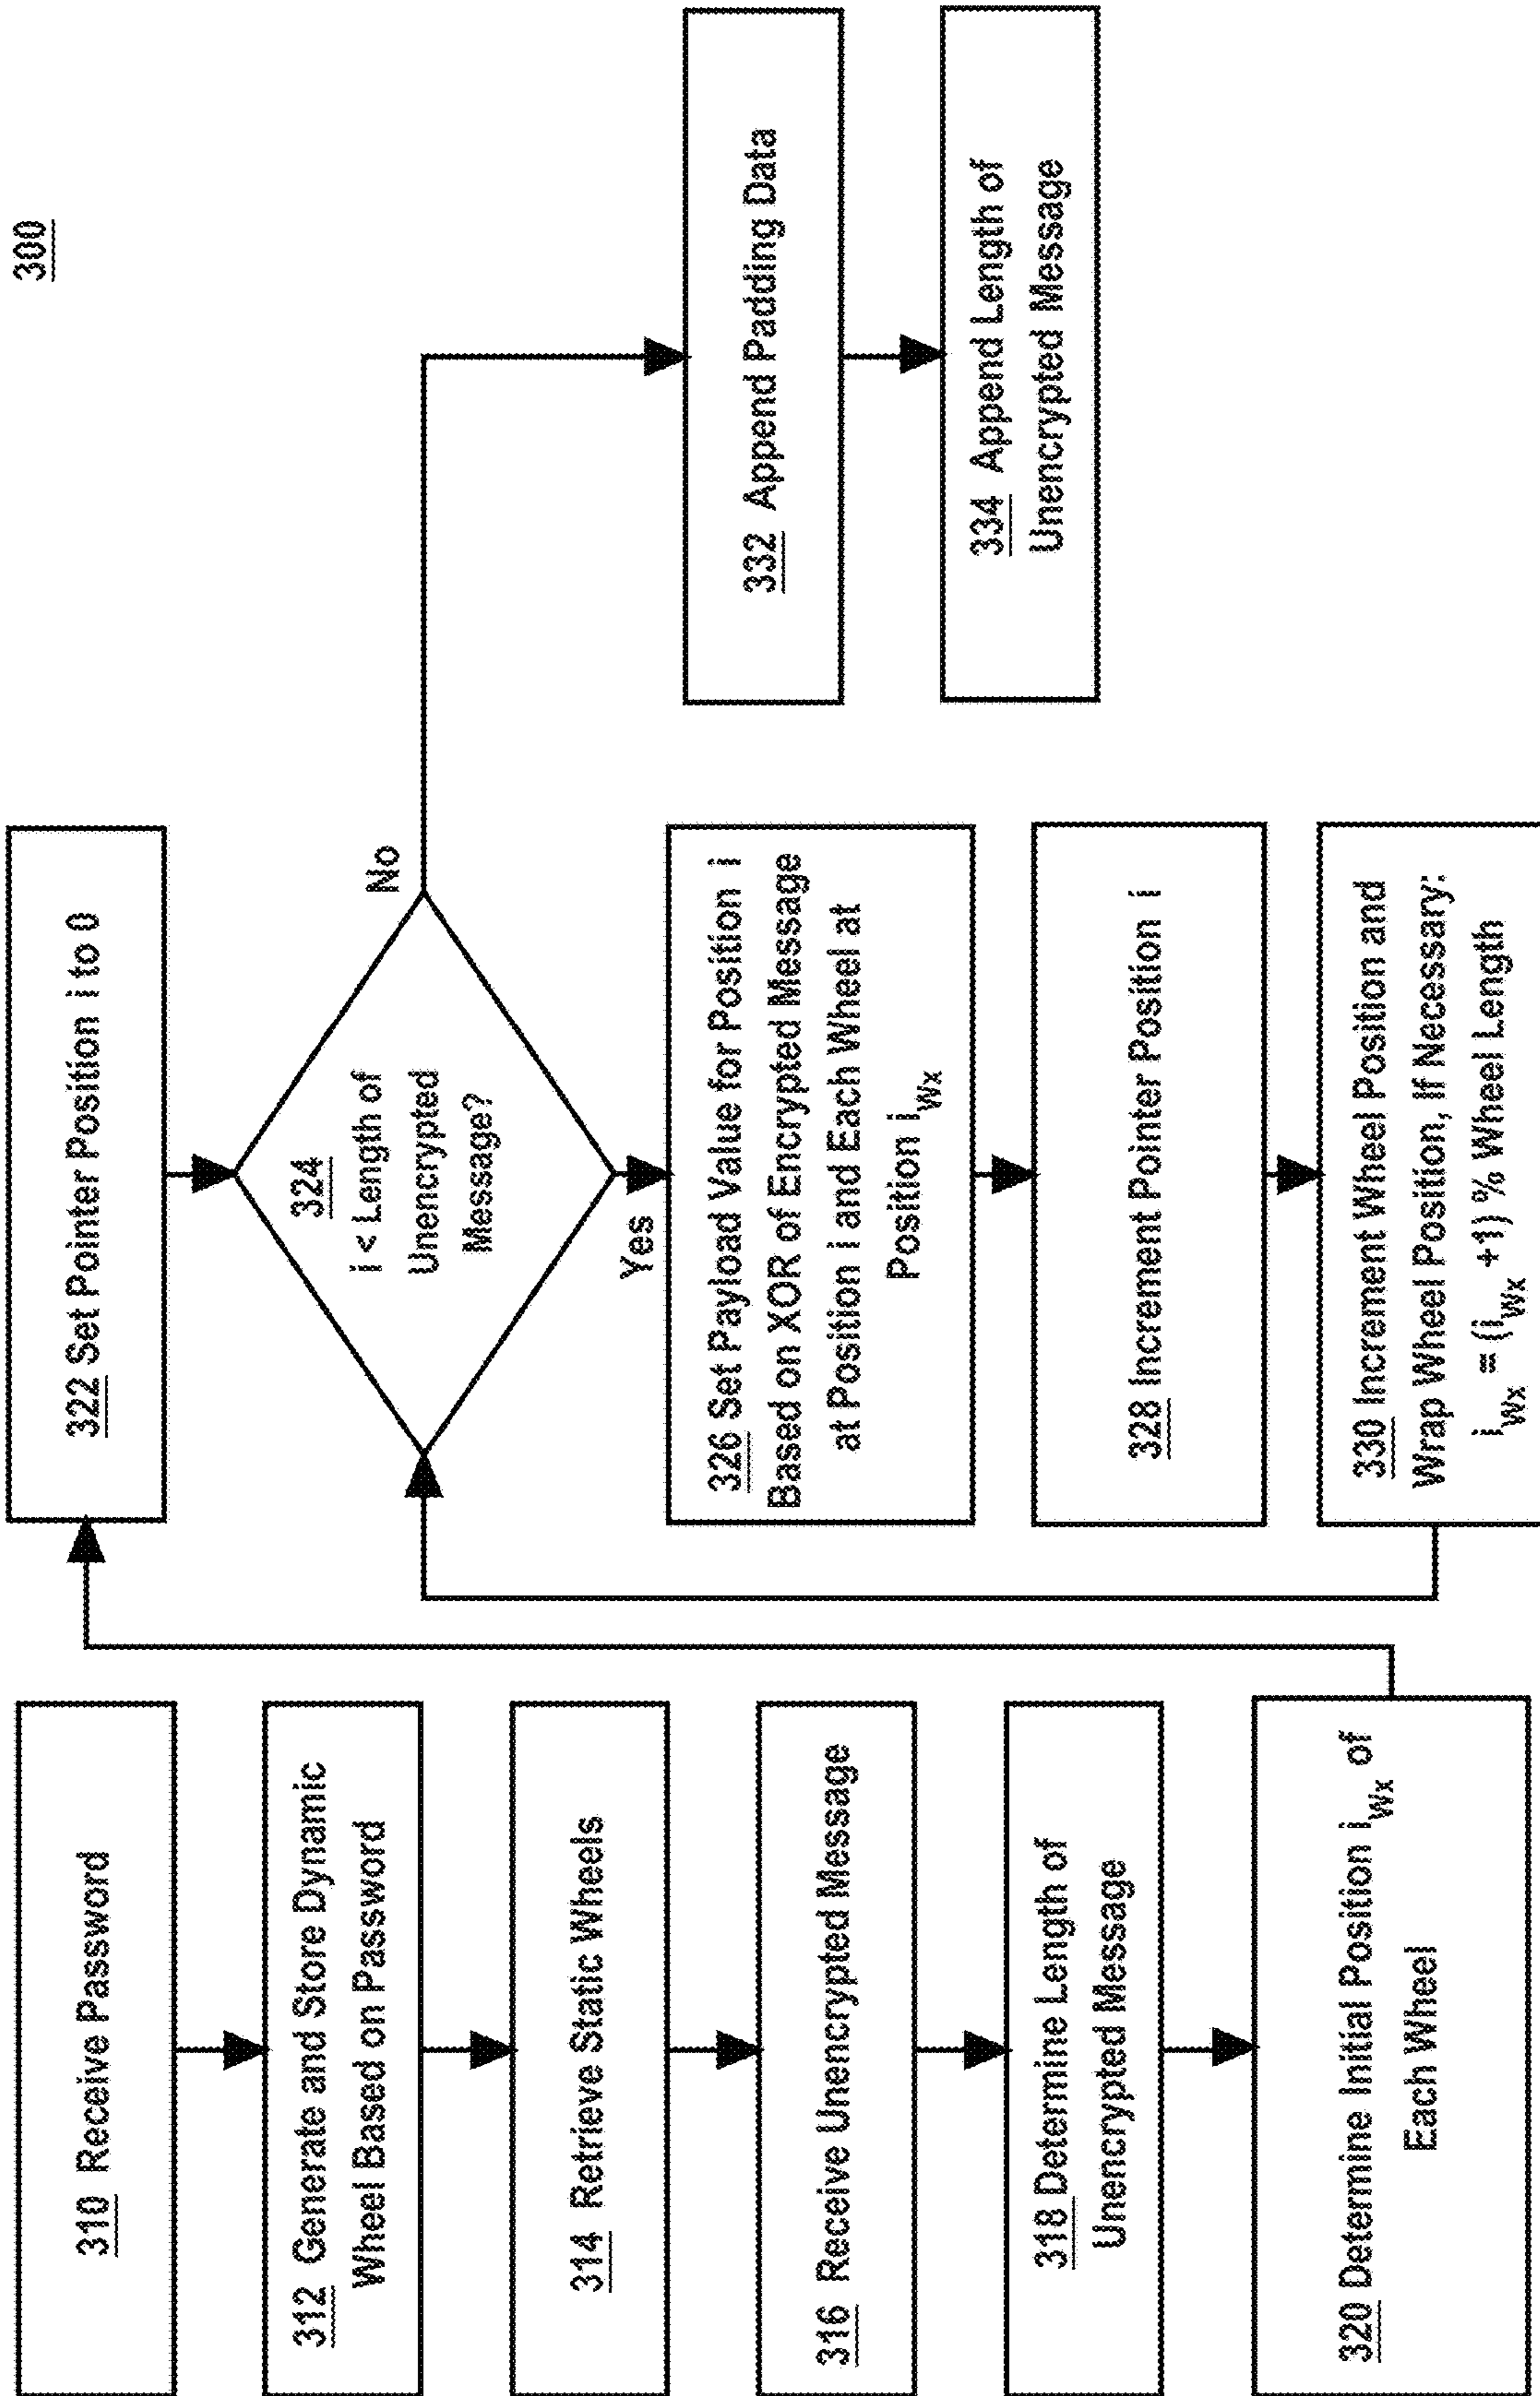 300
310 Receive Password
312 Generate and Store Dynamic
Wheel Based on Password
314 Retrieve Static Wheels
316 Receive Unencrypted Message
318 Determine Length of
Unencrypted Message
320 Determine Initial Position iWx of
Each Wheel
322 Set Pointer Position i to 0
324
i < Length of
Unencrypted
Message?
No
Yes
326 Set Payload Value for Position i
Based on XOR of Encrypted Message
at Position i and Each Wheel at
Position iWx
328 Increment Pointer Position i
330 Increment Wheel Position and
Wrap Wheel Position, If Necessary:
iWx = (iWx +1) % Wheel Length
332 Append Padding Data
334 Append Length of
Unencrypted Message